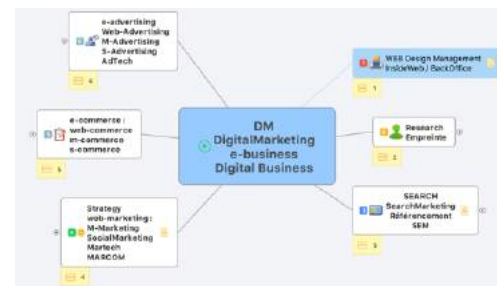 e-advertising
Web-Advertising
M-Advertising
S-Advertising
AdTech
6
WEB Design Management
InsideWeb / BackOffice
1
DM
DigitalMarketing
e-business
Digital Business
e-commerce /
web-commerce
m-commerce
s-commerce
5
Research
Empreinte
2
SEARCH
SearchMarketing
Référencement
SEM
3
Strategy
web-marketing:
M-Marketing
SocialMarketing
Martech
MARCOM
4